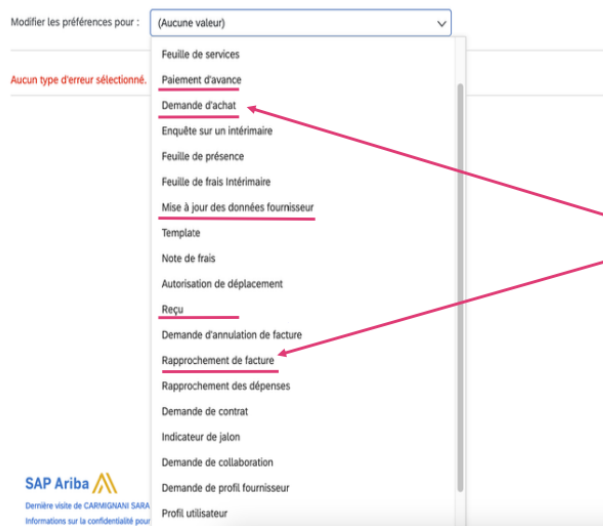 Modifier les préférences pour :
(Aucune valeur)
Aucun type d'erreur sélectionné.
Feuille de services
Paiement d'avance
Demande d'achat
Enquête sur un intérimaire
Feuille de présence
Feuille de frais Intérimaire
Mise à jour des données fournisseur
Template
Note de frais
Autorisation de déplacement
Reçu
Demande d'annulation de facture
Rapprochement de facture
Rapprochement des dépenses
Demande de contrat
Indicateur de jalon
Demande de collaboration
Demande de profil fournisseur
Profil utilisateur
SAP Ariba
Dernière visite de CARMIGNANI SARA
Informations sur la confidentialité pour